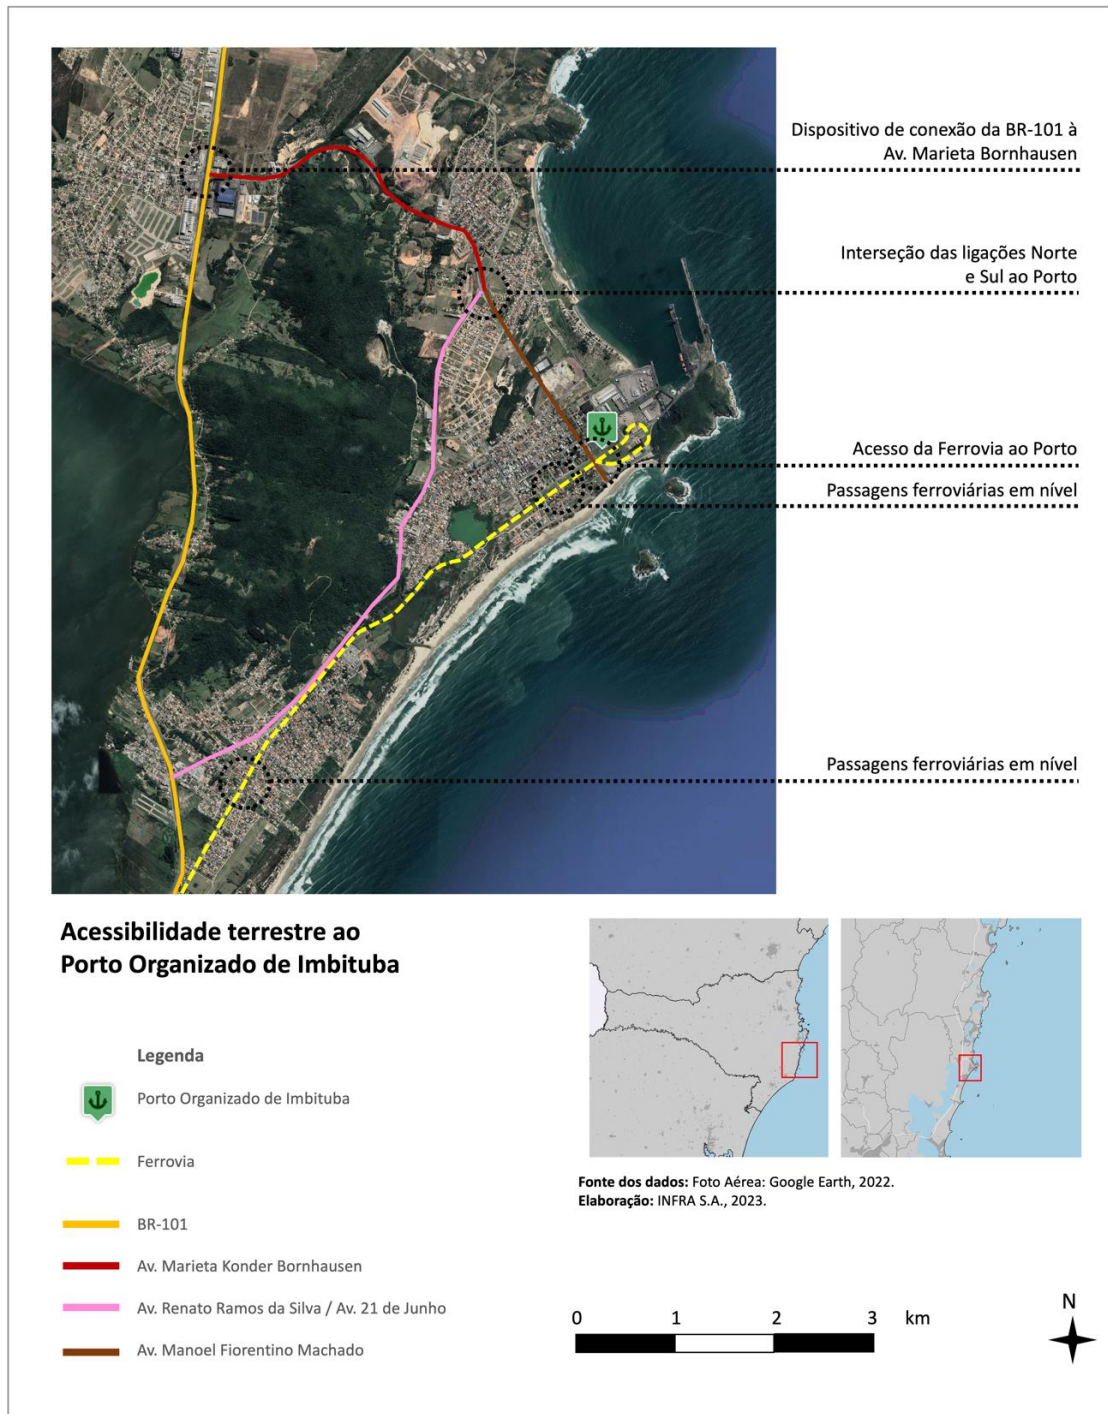 Dispositivo de conexão da BR-101 à
Av. Marieta Bornhausen
Interseção das ligações Norte
e Sul ao Porto
Acesso da Ferrovia ao Porto
Passagens ferroviárias em nível
Passagens ferroviárias em nível
Acessibilidade terrestre ao
Porto Organizado de Imbituba
Legenda
Porto Organizado de Imbituba
Ferrovia
BR-101
Av. Marieta Konder Bornhausen
Av. Renato Ramos da Silva / Av. 21 de Junho
Av. Manoel Fiorentino Machado
Fonte dos dados: Foto Aérea: Google Earth, 2022.
Elaboração: INFRA S.A., 2023.
0 1 2 3 km
N